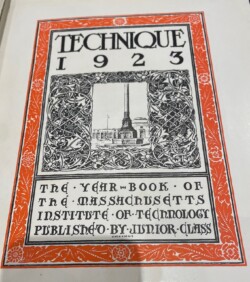 TECHNIQUE
1923
THE · YEAR-BOOK · OF
THE · MASSACHUSETTS
INSTITUTE · OF · TECHNOLOGY
PUBLISHED · BY · JUNIOR · CLASS